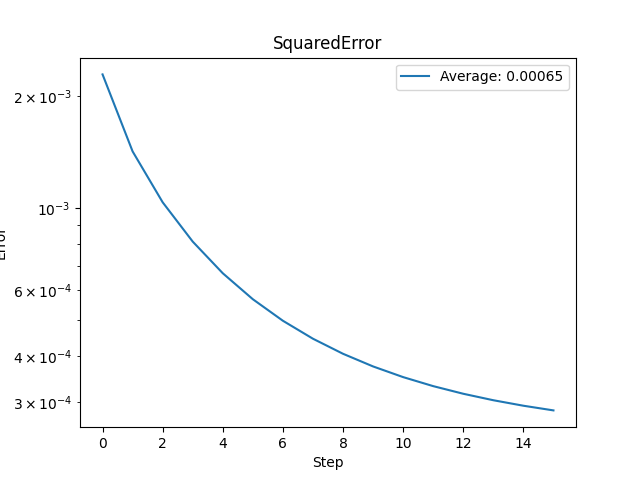 SquaredError
Average: 0.00065
2 × 10⁻³
10⁻³
6 × 10⁻⁴
4 × 10⁻⁴
3 × 10⁻⁴
Error
0 2 4 6 8 10 12 14
Step